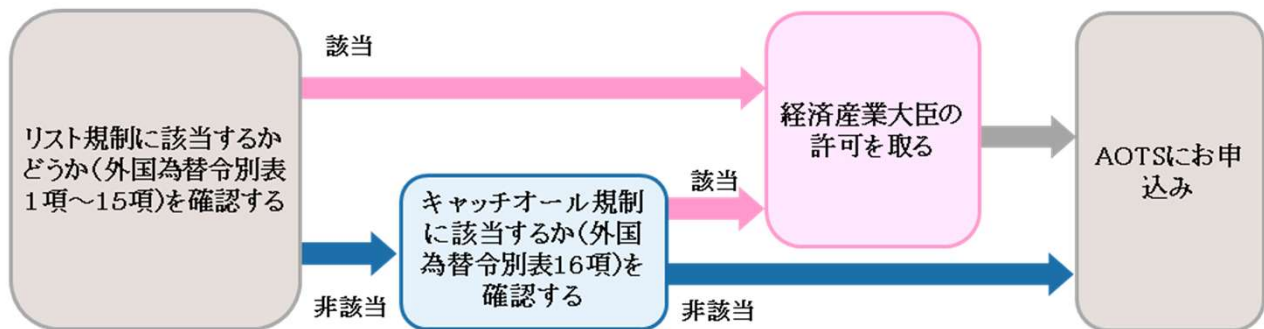 リスト規制に該当するか
どうか(外国為替令別表
1項~15項)を確認する
該当
非該当
キャッチオール規制
に該当するか(外国
為替令別表16項)を
確認する
該当
非該当
経済産業大臣の
許可を取る
AOTSにお申
込み